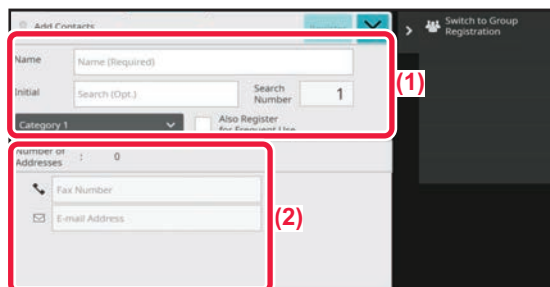 Add Contacts
Switch to Group
Registration
Name
Name (Required)
(1)
Initial
Search (Opt.)
Search
Number
1
Category 1
Also Register
for Frequent Use
Number of
Addresses
:
0
Fax Number
E-mail Address
(2)